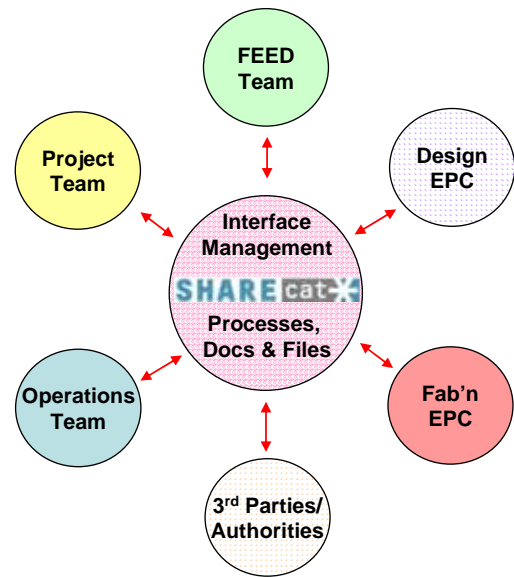 FEED
Team
Project
Team
Design
EPC
Interface
Management
SHARE cat
Processes,
Docs & Files
Operations
Team
Fab'n
EPC
3rd Parties/
Authorities